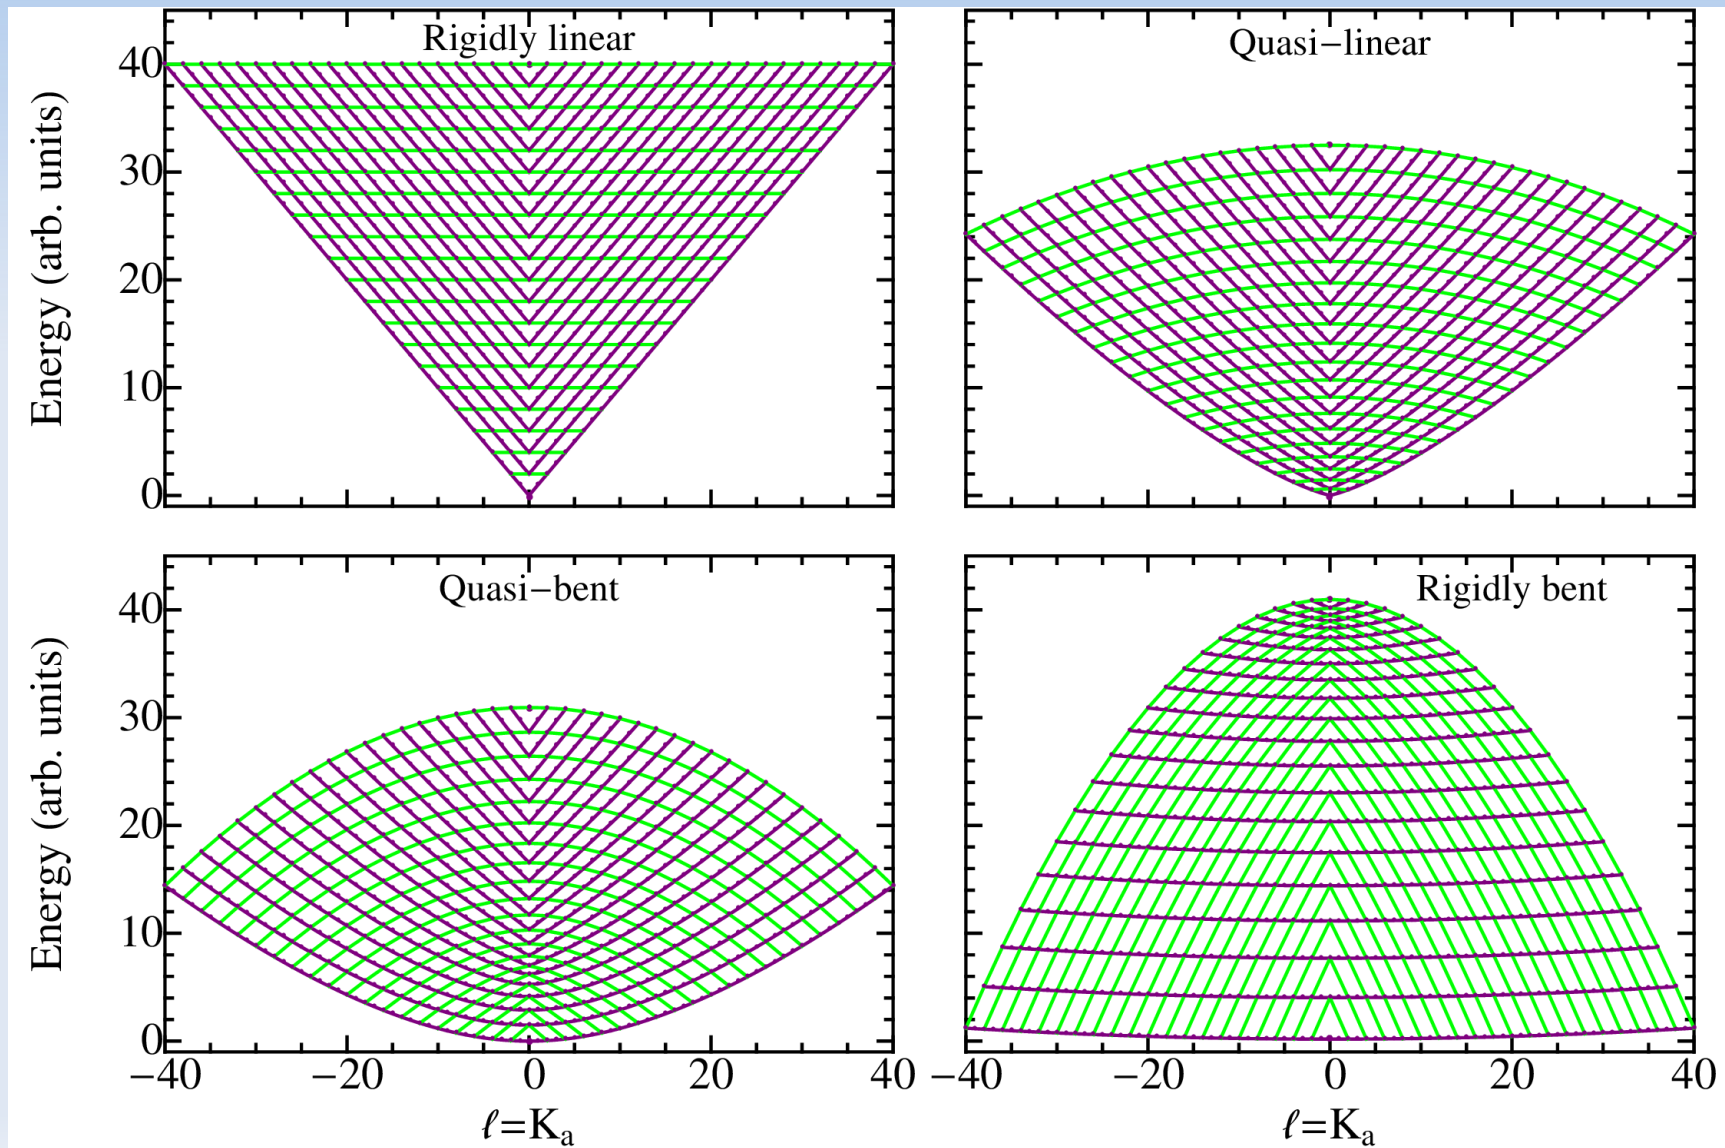 Rigidly linear
Quasi−linear
Energy (arb. units)
40
30
20
10
0
Quasi−bent
Rigidly bent
Energy (arb. units)
40
30
20
10
0
−40 −20 0 20 40
−40 −20 0 20 40
ℓ=Ka
ℓ=Ka